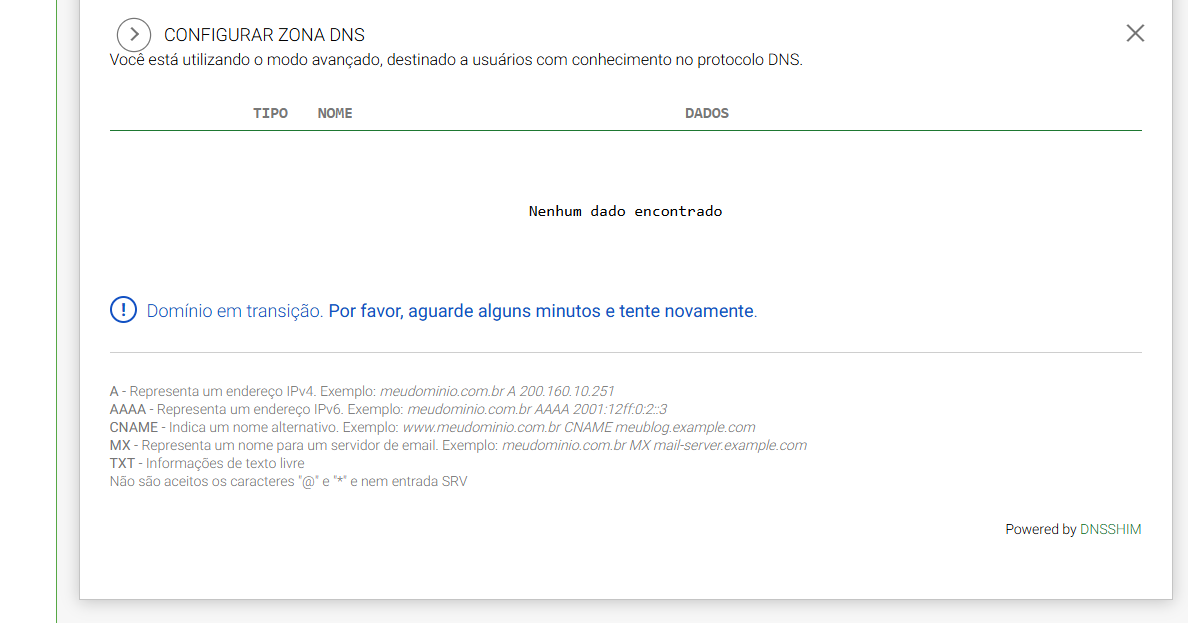 CONFIGURAR ZONA DNS
Você está utilizando o modo avançado, destinado a usuários com conhecimento no protocolo DNS.
TIPO NOME DADOS
Nenhum dado encontrado
Domínio em transição. Por favor, aguarde alguns minutos e tente novamente.
A - Representa um endereço IPv4. Exemplo: meudominio.com.br A 200.160.10.251
AAAA - Representa um endereço IPv6. Exemplo: meudominio.com.br AAAA 2001:12ff:0:2::3
CNAME - Indica um nome alternativo. Exemplo: www.meudominio.com.br CNAME meublog.example.com
MX - Representa um nome para um servidor de email. Exemplo: meudominio.com.br MX mail-server.example.com
TXT - Informações de texto livre
Não são aceitos os caracteres "@" e "*" e nem entrada SRV
Powered by DNSSHIM